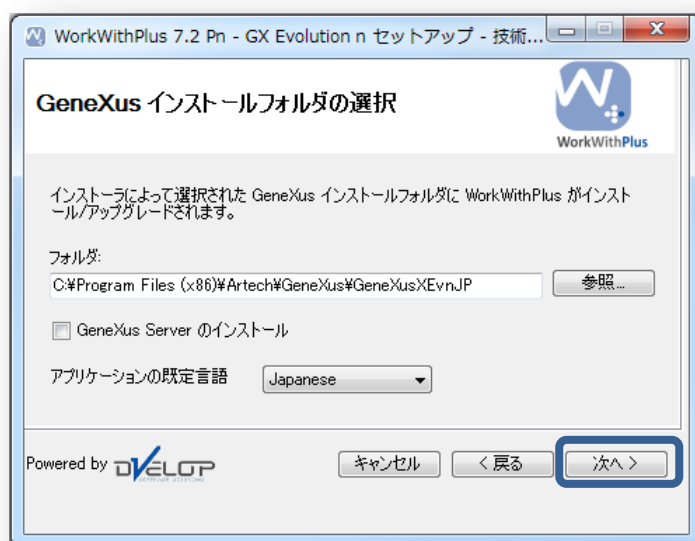 WorkWithPlus 7.2 Pn - GX Evolution n セットアップ - 技術...
GeneXus インストールフォルダの選択
WorkWithPlus
インストーラによって選択された GeneXus インストールフォルダに WorkWithPlus がインスト
ール/アップグレードされます。
フォルダ:
C:¥Program Files (x86)¥Artech¥GeneXus¥GeneXusXEvnJP
参照...
GeneXus Server のインストール
アプリケーションの既定言語
Japanese
Powered by DVELOP
キャンセル
< 戻る
次へ >